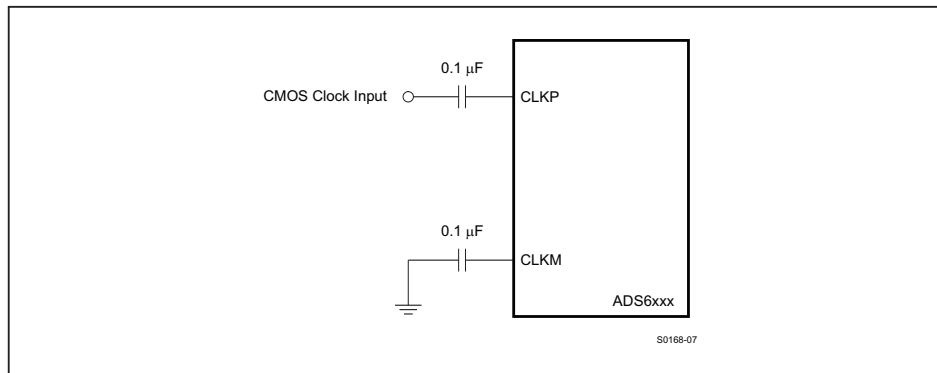 0.1 μF
CMOS Clock Input
CLKP
0.1 μF
CLKM
ADS6xxx
S0168-07